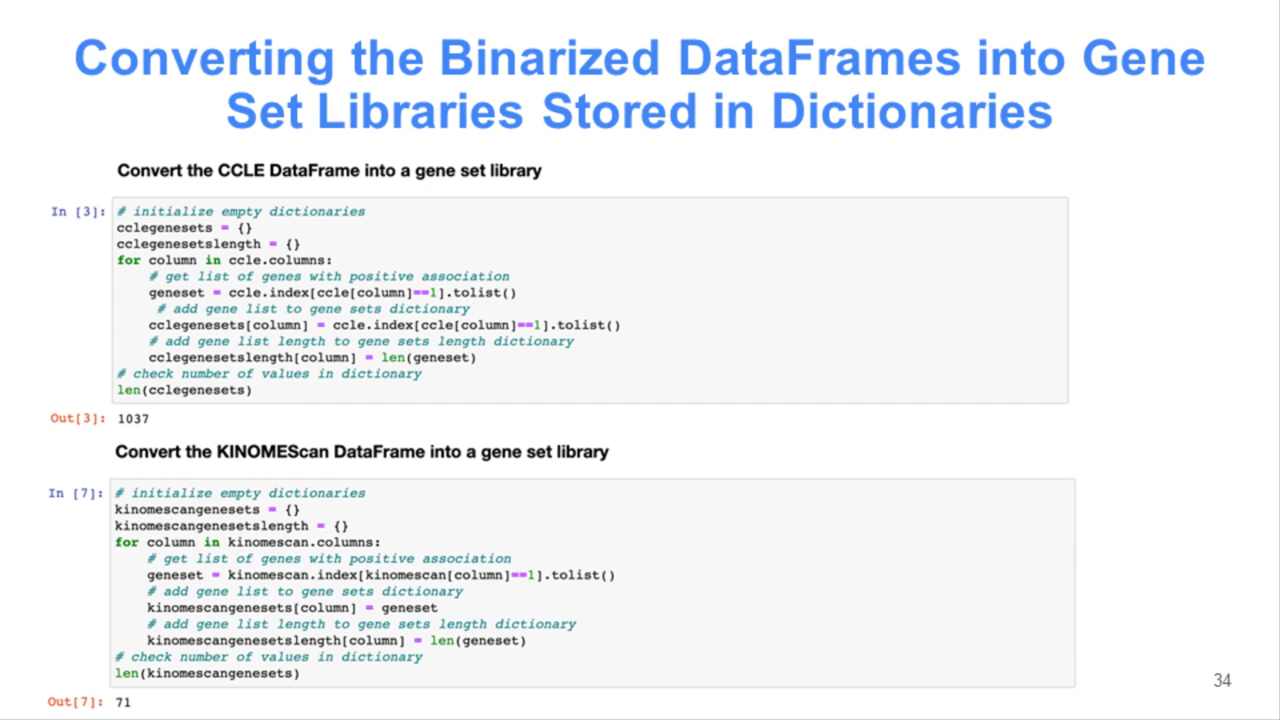 Converting the Binarized DataFrames into Gene
Set Libraries Stored in Dictionaries
Convert the CCLE DataFrame into a gene set library
In [3]: # initialize empty dictionaries
cclegenesets = {}
cclegenesetslength = {}
for column in ccle.columns:
    # get list of genes with positive association
    geneset = ccle.index[ccle[column]==1].tolist()
     # add gene list to gene sets dictionary
    cclegenesets[column] = ccle.index[ccle[column]==1].tolist()
    # add gene list length to gene sets length dictionary
    cclegenesetslength[column] = len(geneset)
# check number of values in dictionary
len(cclegenesets)
Out[3]: 1037
Convert the KINOMEScan DataFrame into a gene set library
In [7]: # initialize empty dictionaries
kinomescangenesets = {}
kinomescangenesetslength = {}
for column in kinomescan.columns:
    # get list of genes with positive association
    geneset = kinomescan.index[kinomescan[column]==1].tolist()
    # add gene list to gene sets dictionary
    kinomescangenesets[column] = geneset
    # add gene list length to gene sets length dictionary
    kinomescangenesetslength[column] = len(geneset)
# check number of values in dictionary
len(kinomescangenesets)
Out[7]: 71
34